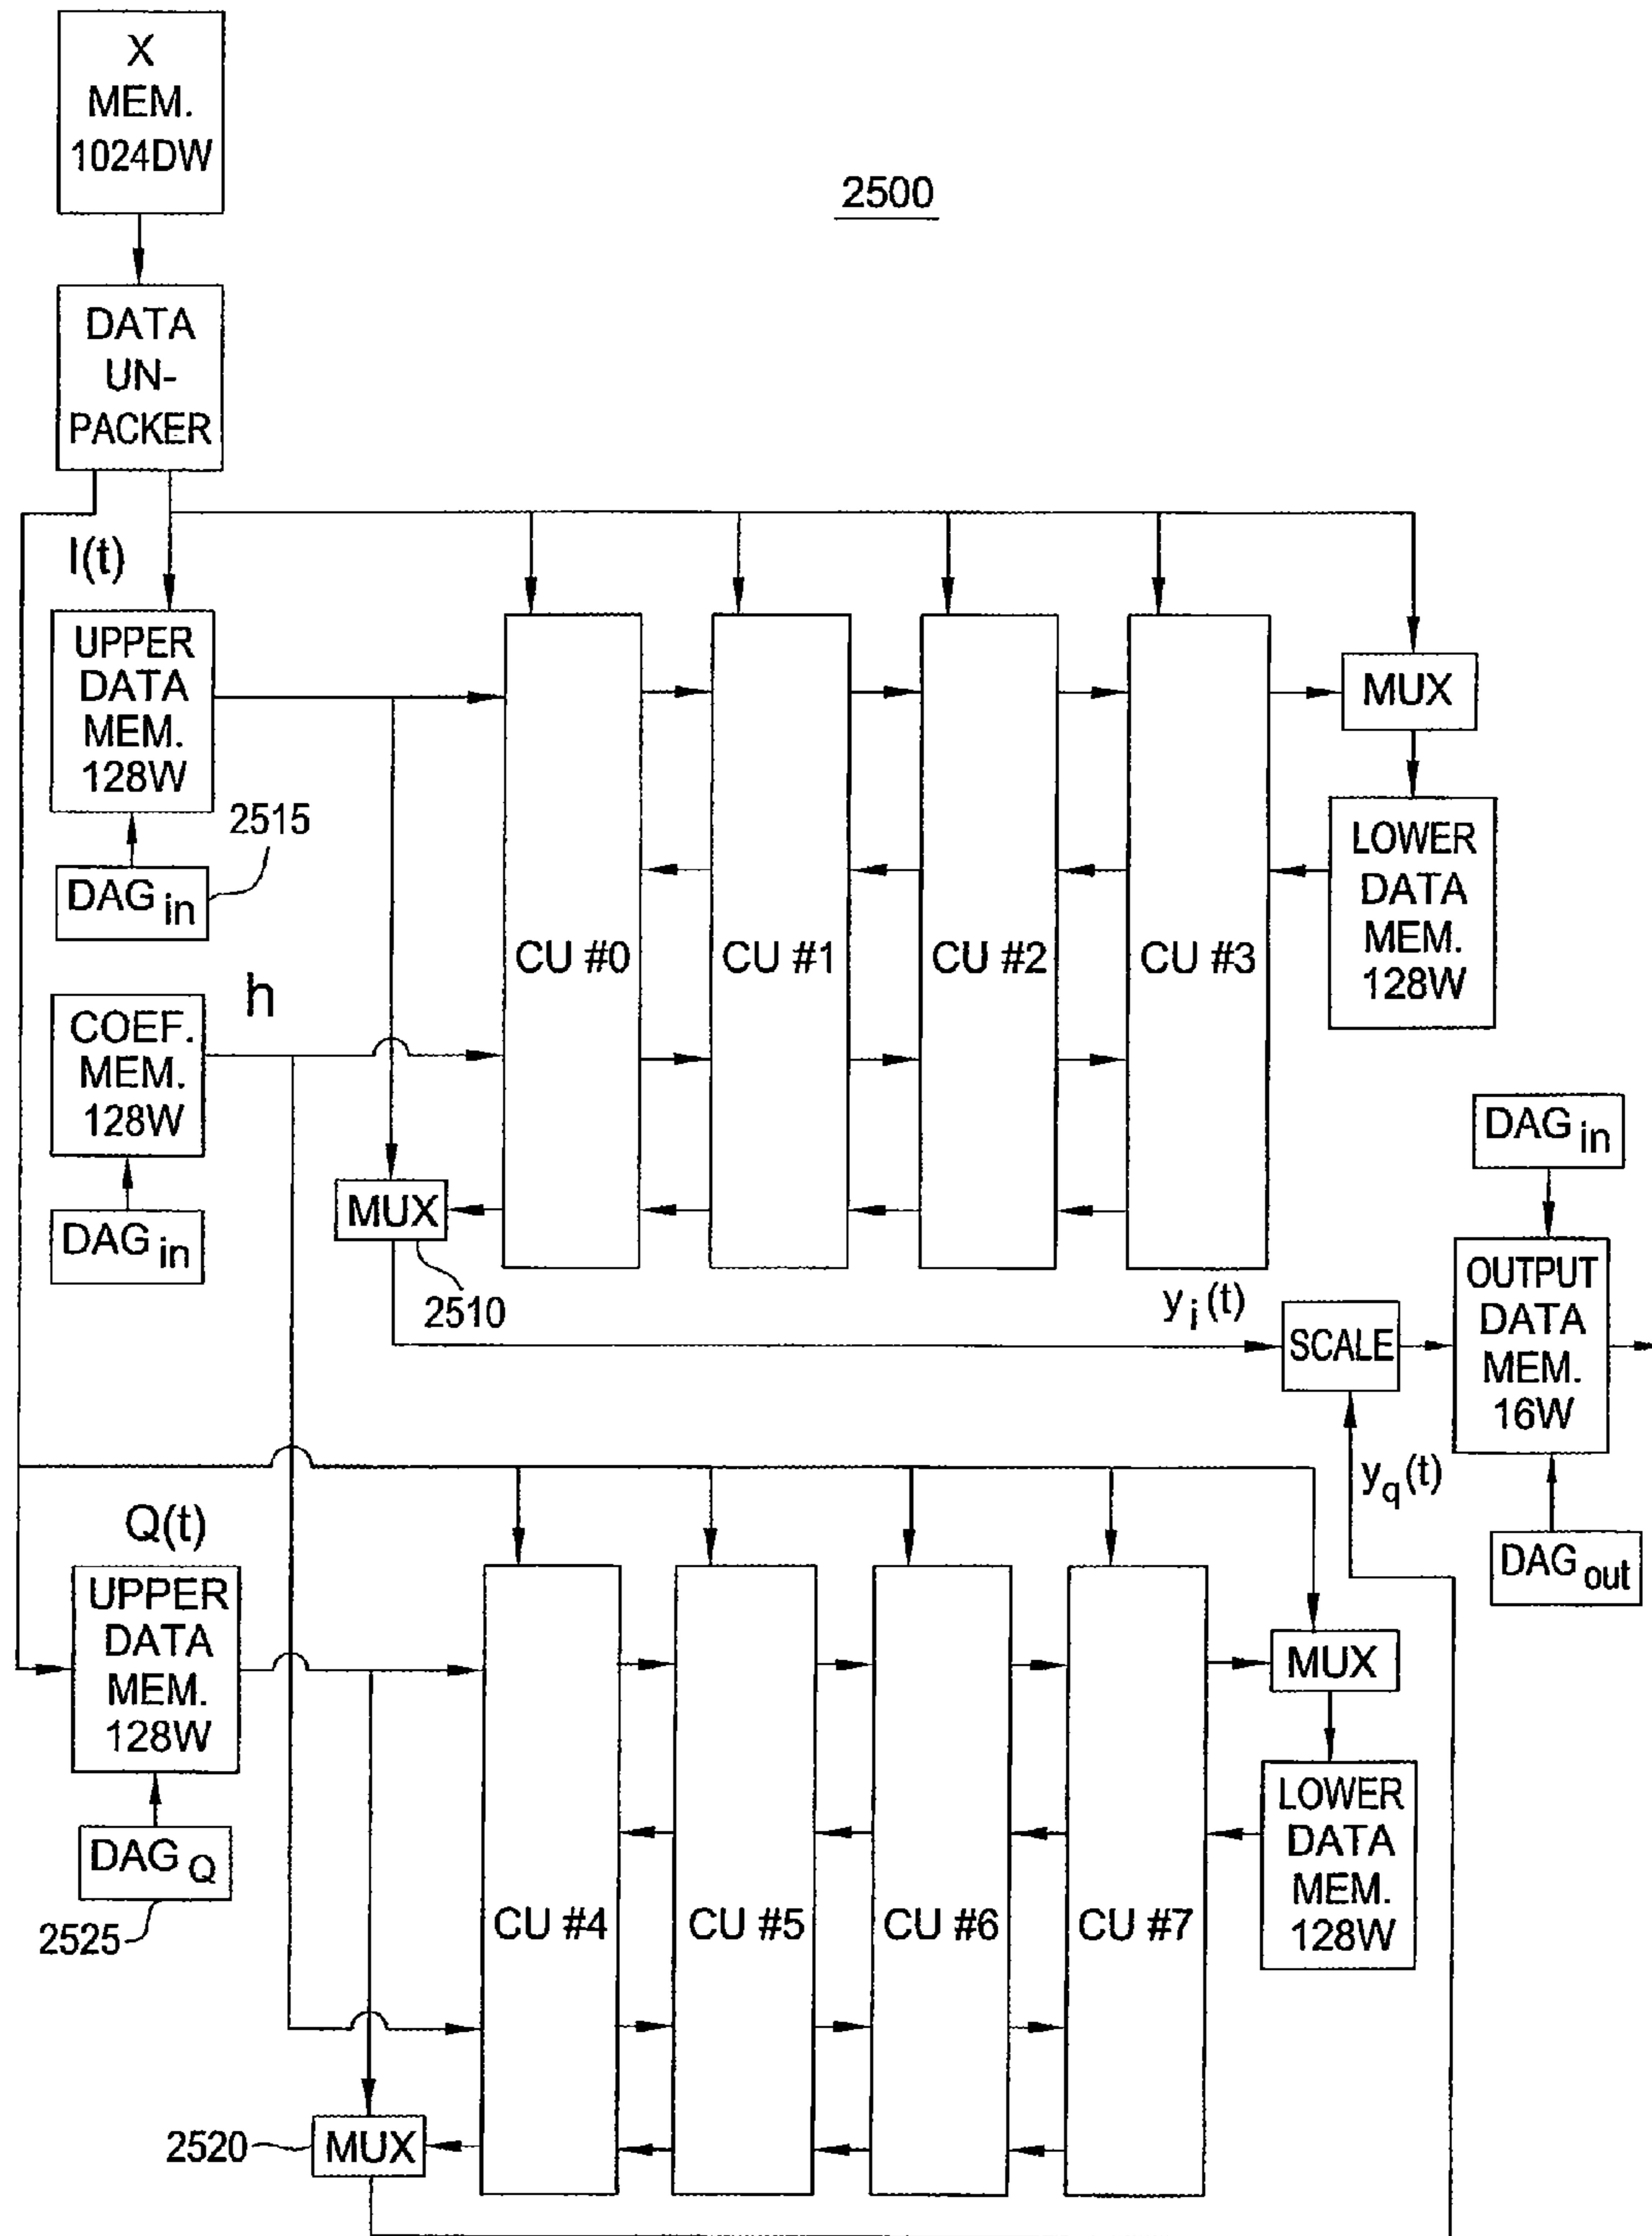 X
MEM.
1024DW
2500
DATA
UN-
PACKER
I(t)
UPPER
DATA
MEM.
128W
MUX
2515
DAG in
LOWER
DATA
MEM.
128W
CU #0
CU #1
CU #2
CU #3
h
COEF.
MEM.
128W
DAG in
DAG in
MUX
2510
y i (t)
SCALE
OUTPUT
DATA
MEM.
16W
y q (t)
Q(t)
DAG out
UPPER
DATA
MEM.
128W
MUX
DAG Q
2525
LOWER
DATA
MEM.
128W
CU #4
CU #5
CU #6
CU #7
2520
MUX